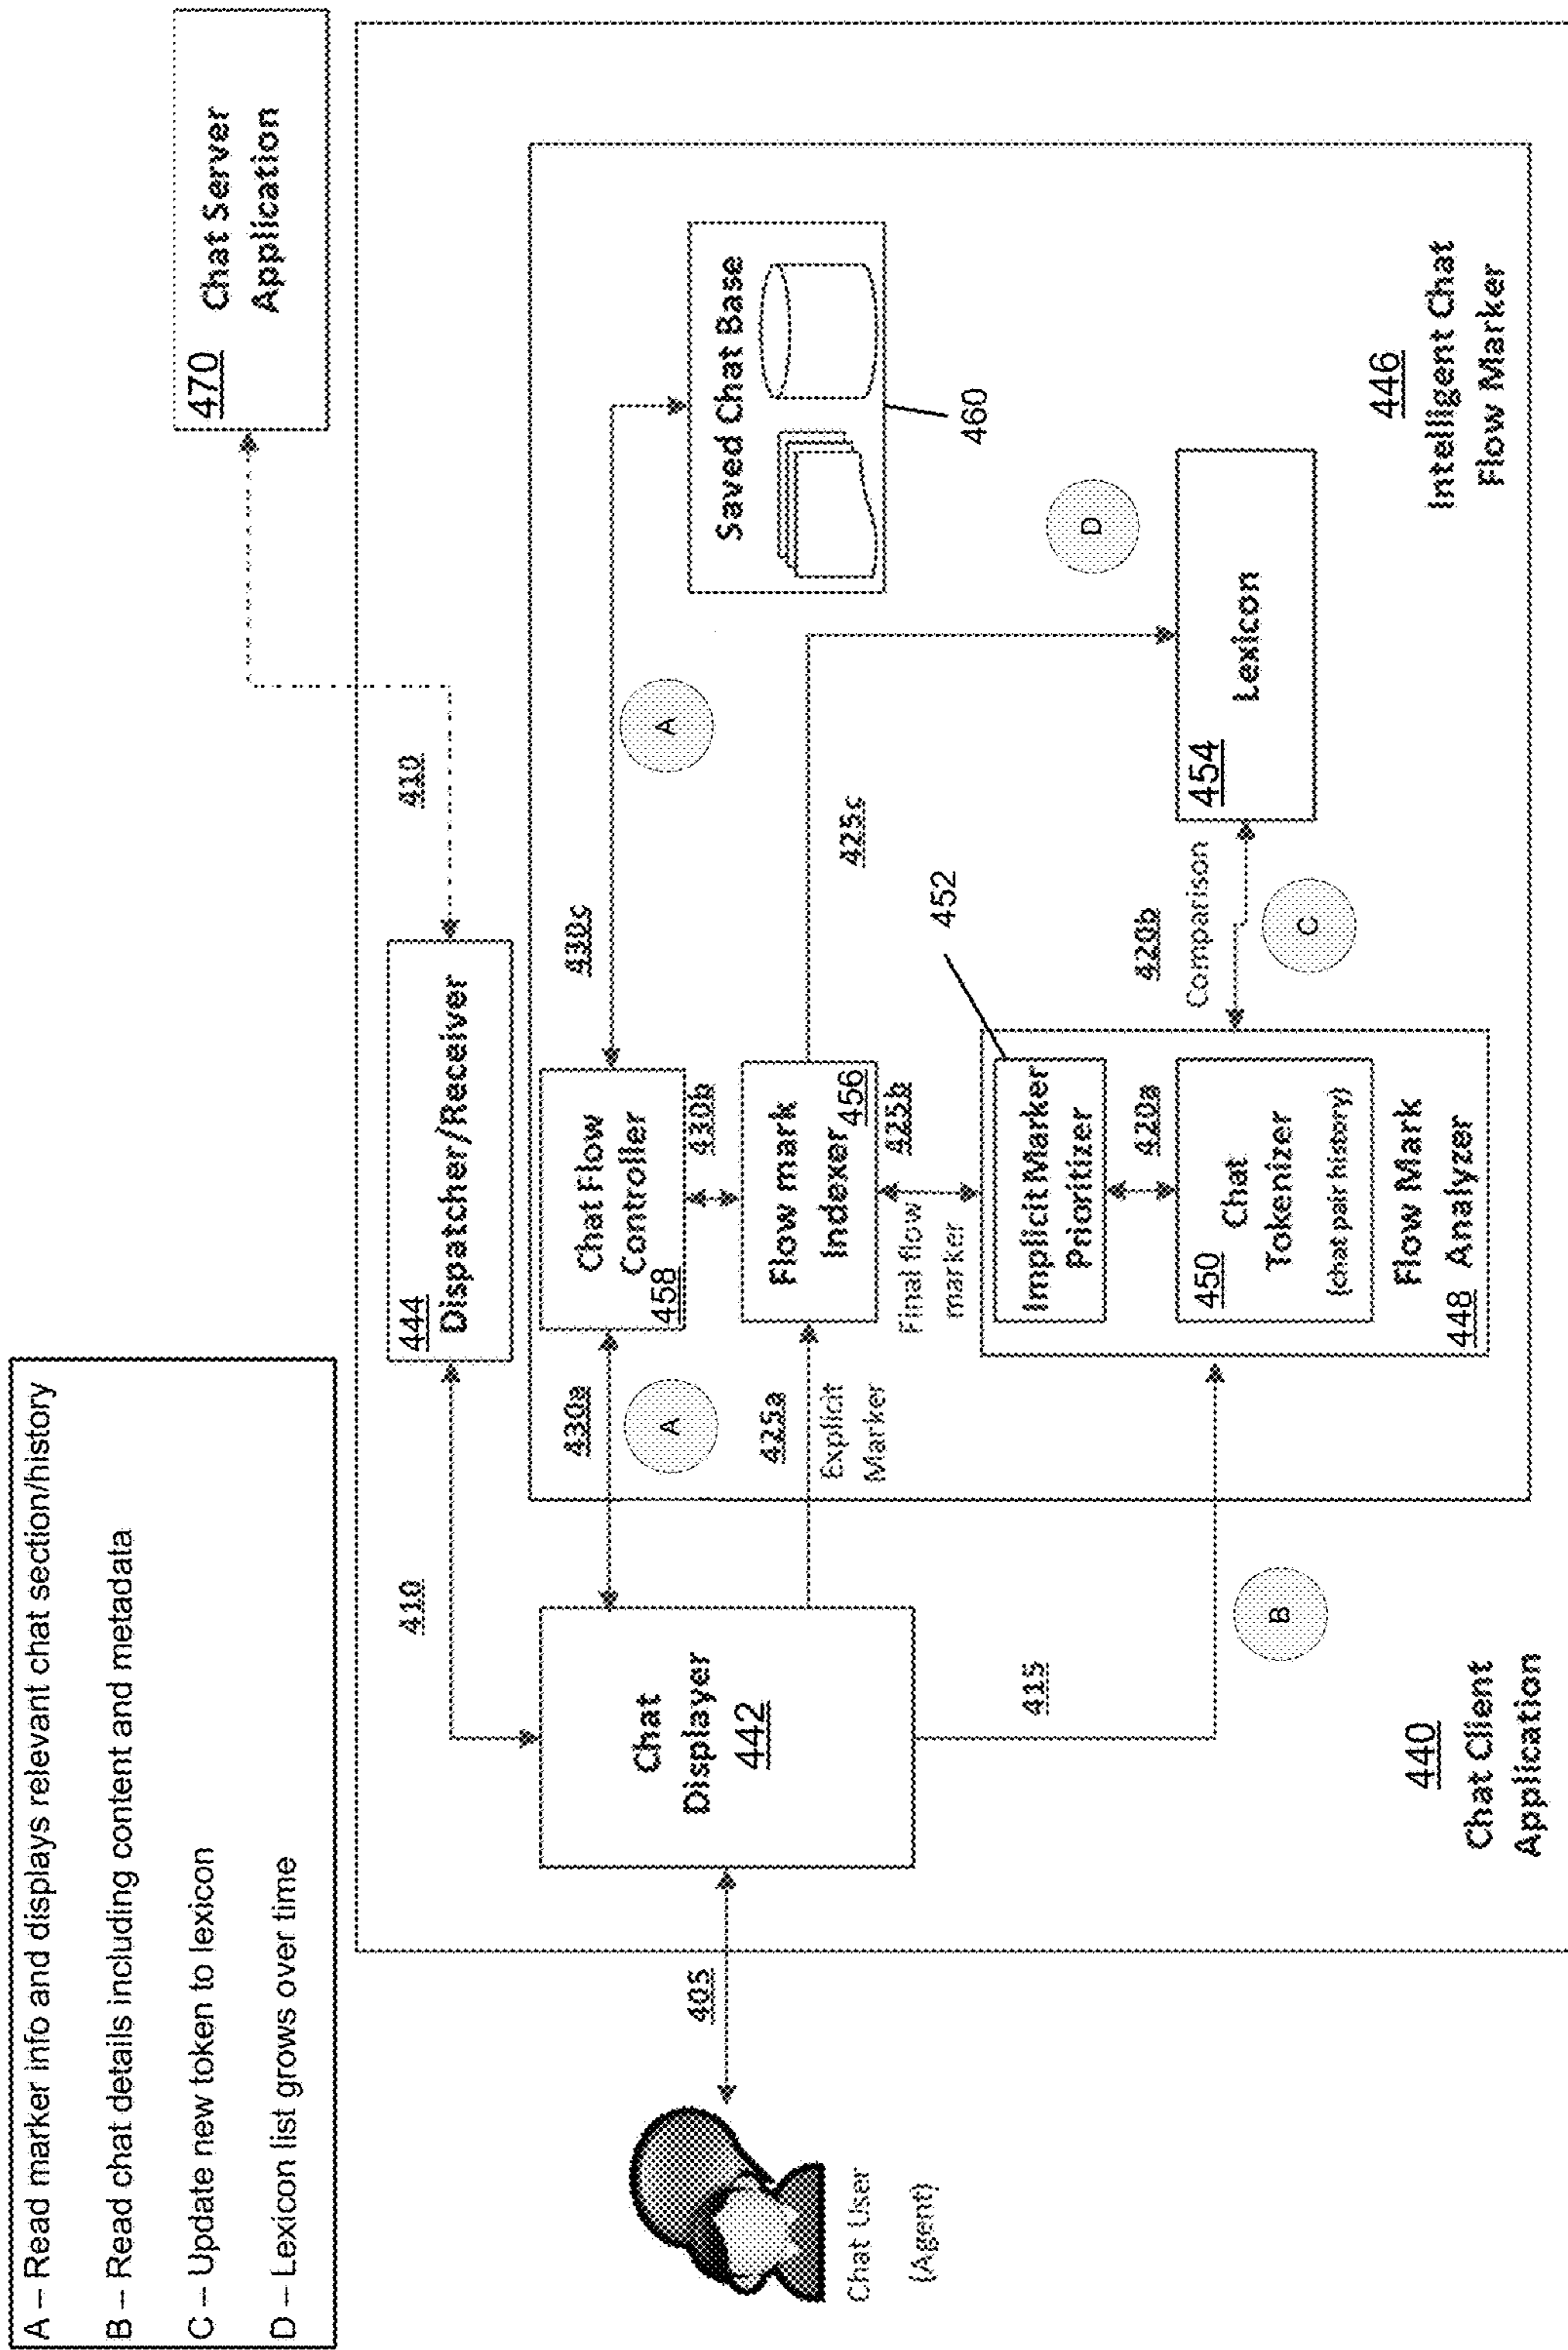 A – Read marker info and displays relevant chat section/history
B – Read chat details including content and metadata
C – Update new token to lexicon
D – Lexicon list grows over time
470 Chat Server
Application
410
410
444
Dispatcher/Receiver
430a
A
430c
A
Chat Flow
Controller
458
430b
Saved Chat Base
460
405
Chat
Displayer
442
Chat User
(Agent)
425a
Explicit
Marker
Flow mark
Indexer
456
425b
Final flow
marker
425c
452
Implicit Marker
Prioritizer
420a
450
Chat
Tokenizer
(chat pair history)
Flow Mark
448 Analyzer
420b
Comparison
C
D
454
Lexicon
415
B
446
Intelligent Chat
Flow Marker
440
Chat Client
Application